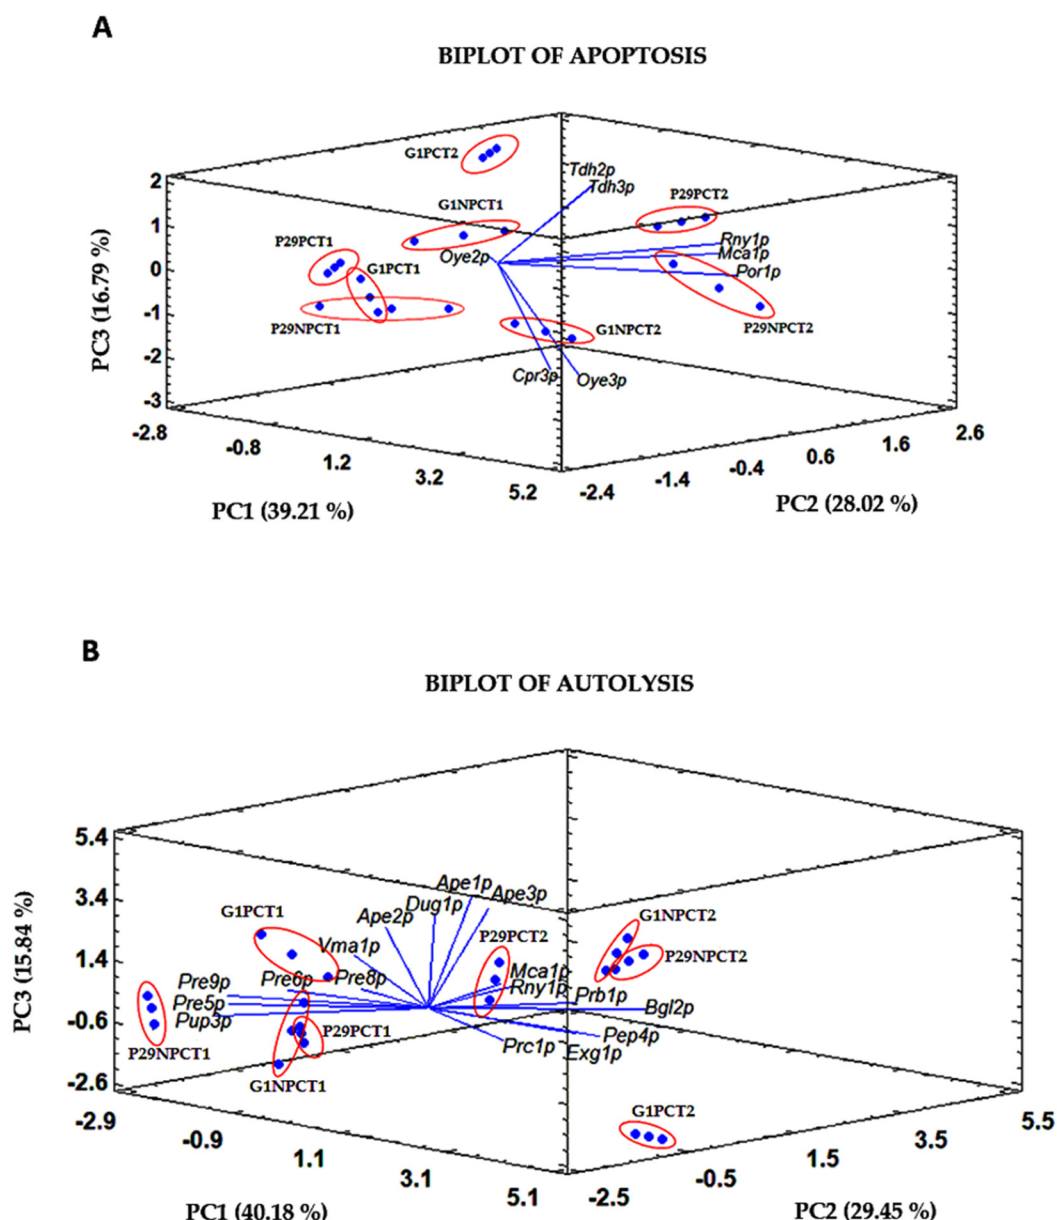 A
BIPLOT OF APOPTOSIS
G1PCT2
Tdh2p
Tdh3p
P29PCT2
G1NPCT1
P29PCT1
Oye2p
Rny1p
Mca1p
Por1p
G1PCT1
P29NPCT1
G1NPCT2
P29NPCT2
Cpr3p
Oye3p
PC3 (16.79 %)
2
1
0
-1
-2
-3
-2.8
-0.8
1.2
3.2
5.2
-2.4
-1.4
-0.4
0.6
1.6
2.6
PC1 (39.21 %)
PC2 (28.02 %)
B
BIPLOT OF AUTOLYSIS
PC3 (15.84 %)
5.4
3.4
1.4
-0.6
-2.6
Ape1p
Ape3p
Dug1p
Ape2p
G1PCT1
G1NPCT2
Vma1p
P29PCT2
P29NPCT2
Pre9p
Pre6p
Pre8p
Mca1p
Rny1p
Prb1p
Pre5p
Bgl2p
Pup3p
P29PCT1
Pep4p
P29NPCT1
Prc1p
Exg1p
G1NPCT1
G1PCT2
-2.9
-0.9
1.1
3.1
5.1
-2.5
-0.5
1.5
3.5
5.5
PC1 (40.18 %)
PC2 (29.45 %)